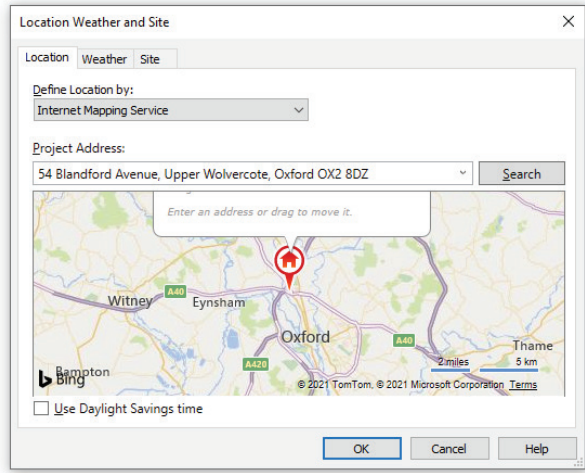 Location Weather and Site
Location Weather Site
Define Location by:
Internet Mapping Service
Project Address:
54 Blandford Avenue, Upper Wolvercote, Oxford OX2 8DZ
Search
Enter an address or drag to move it.
A40
Witney
Eynsham
Oxford
A40
Thame
A420
2 miles 5 km
Bampton
Bing
© 2021 TomTom, © 2021 Microsoft Corporation Terms
Use Daylight Savings time
OK Cancel Help